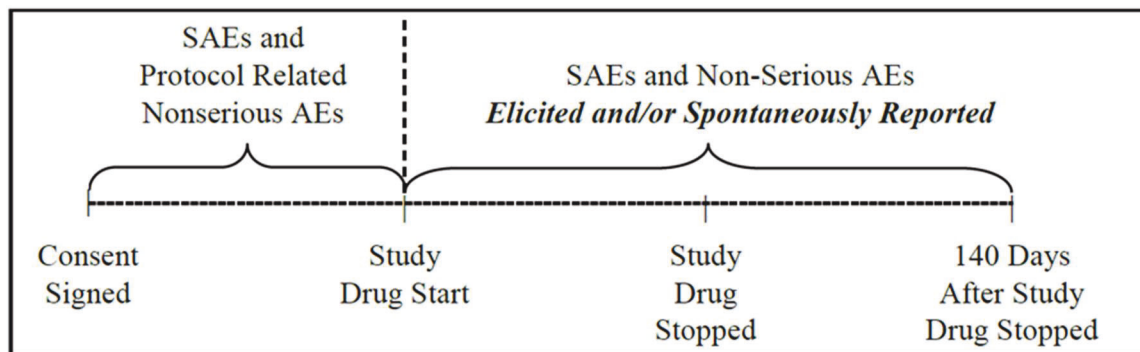 SAEs and
Protocol Related
Nonserious AEs
SAEs and Non-Serious AEs
Elicited and/or Spontaneously Reported
Consent
Signed
Study
Drug Start
Study
Drug
Stopped
140 Days
After Study
Drug Stopped